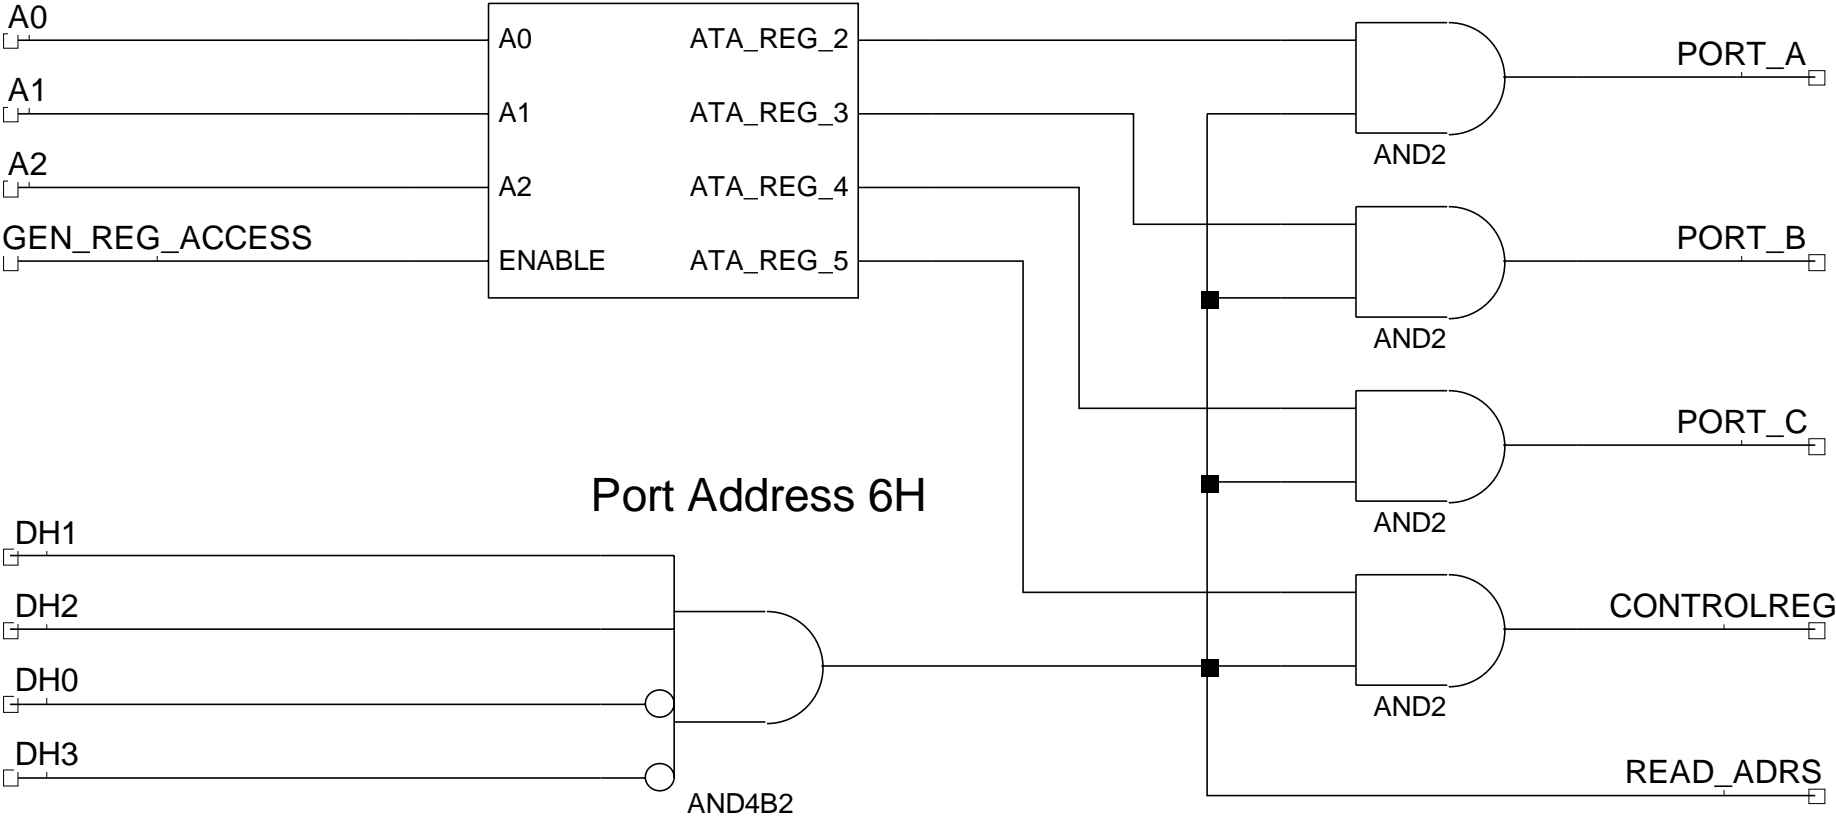 A0
A0
ATA_REG_2
PORT_A
A1
A1
ATA_REG_3
AND2
A2
A2
ATA_REG_4
GEN_REG_ACCESS
ENABLE
ATA_REG_5
PORT_B
AND2
PORT_C
Port Address 6H
AND2
DH1
DH2
CONTROLREG
DH0
AND2
DH3
AND4B2
READ_ADRS